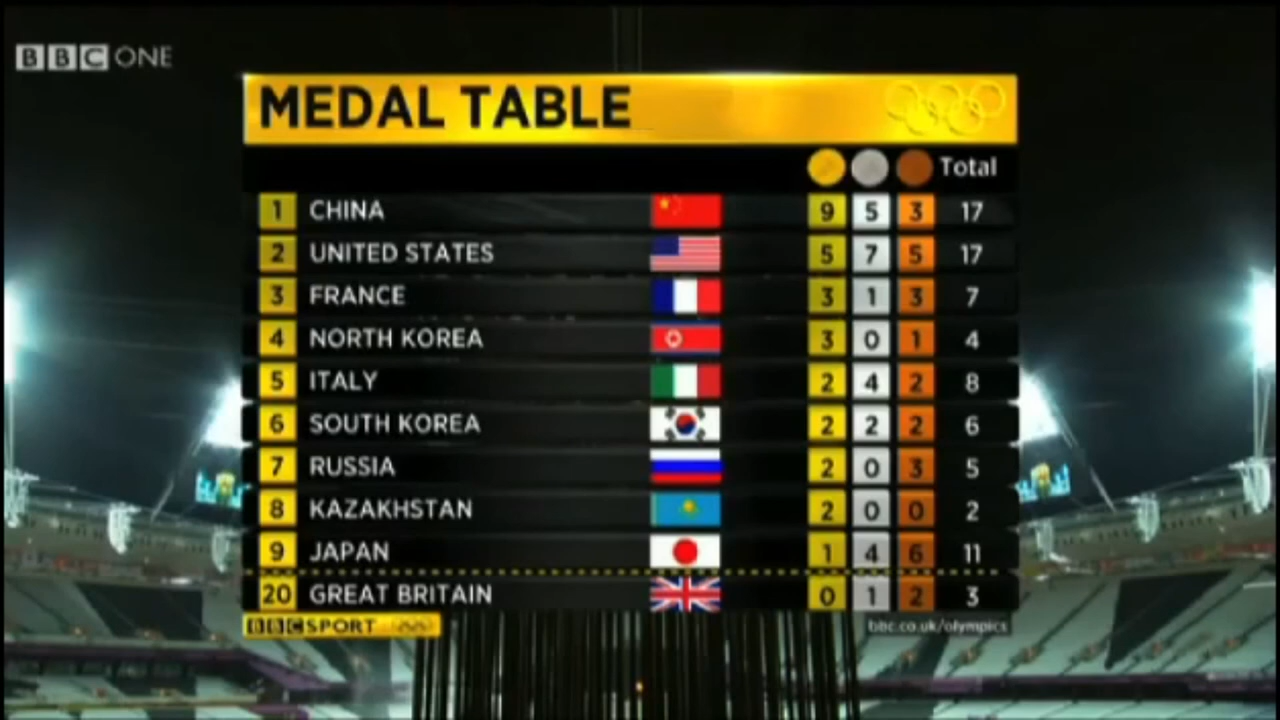 BBC ONE
MEDAL TABLE
Total
1 CHINA 9 5 3 17
2 UNITED STATES 5 7 5 17
3 FRANCE 3 1 3 7
4 NORTH KOREA 3 0 1 4
5 ITALY 2 4 2 8
6 SOUTH KOREA 2 2 2 6
7 RUSSIA 2 0 3 5
8 KAZAKHSTAN 2 0 0 2
9 JAPAN 1 4 6 11
20 GREAT BRITAIN 0 1 2 3
BBC SPORT bbc.co.uk/olympics